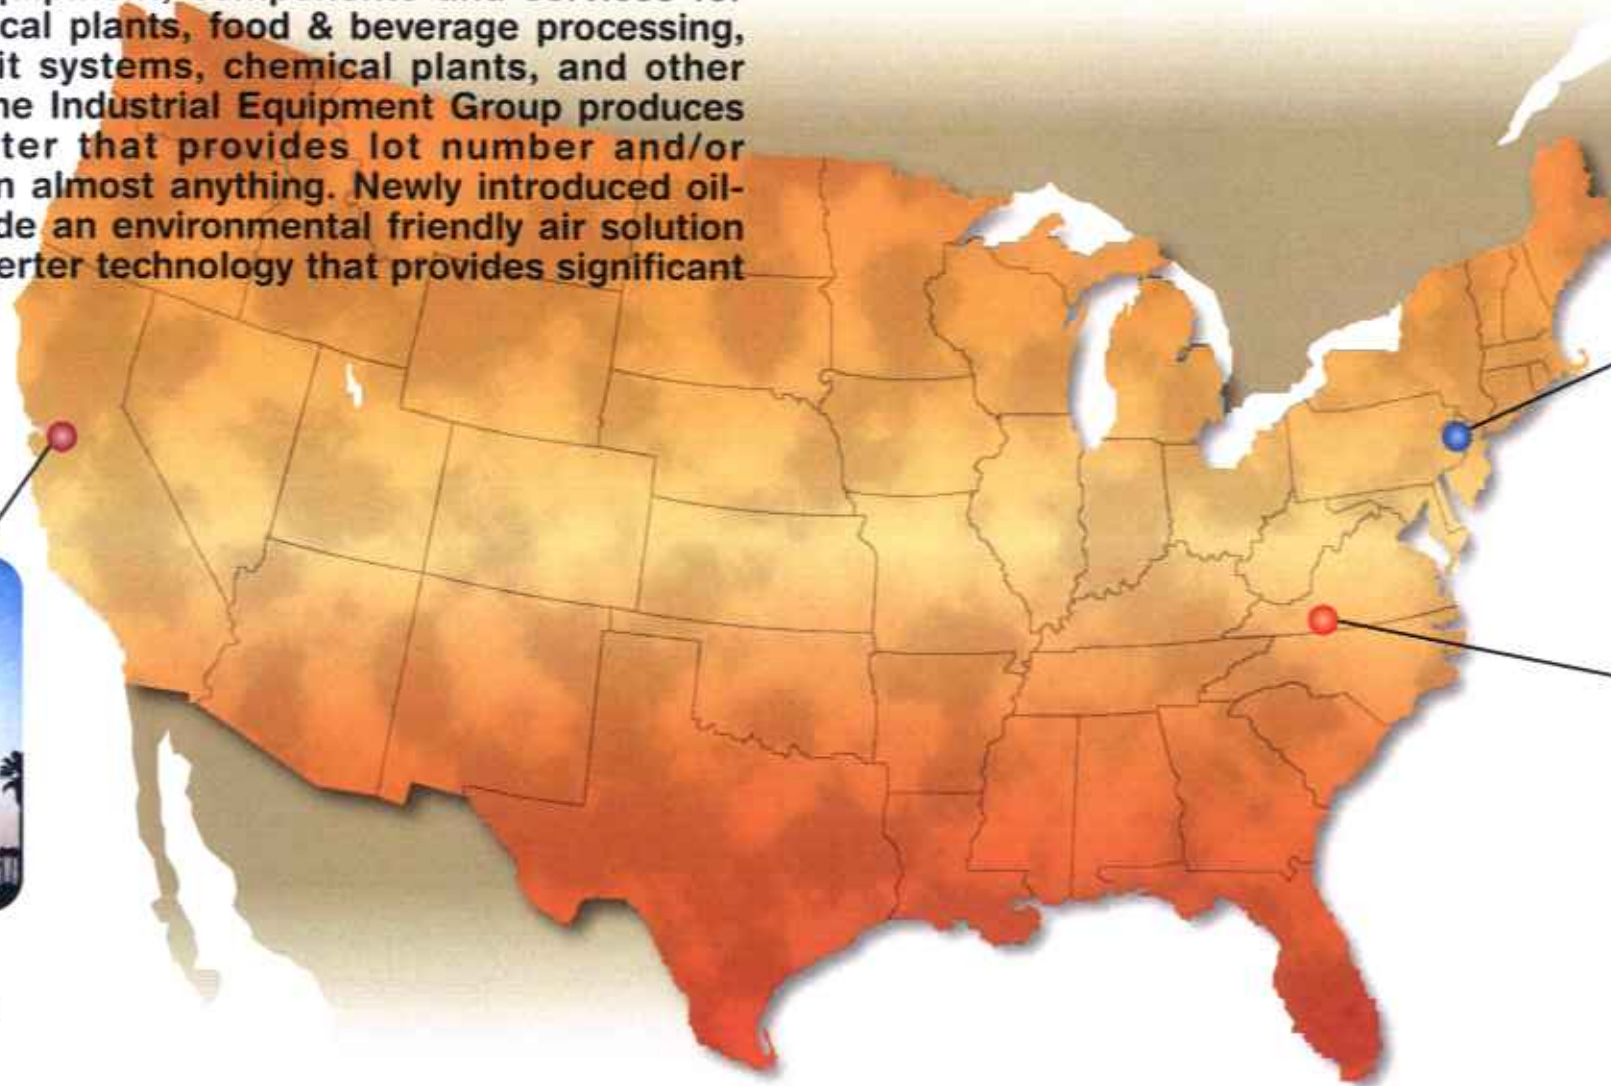 cal plants, food & beverage processing,
it systems, chemical plants, and other
ne Industrial Equipment Group produces
ter that provides lot number and/or
n almost anything. Newly introduced oil-
de an environmental friendly air solution
erter technology that provides significant